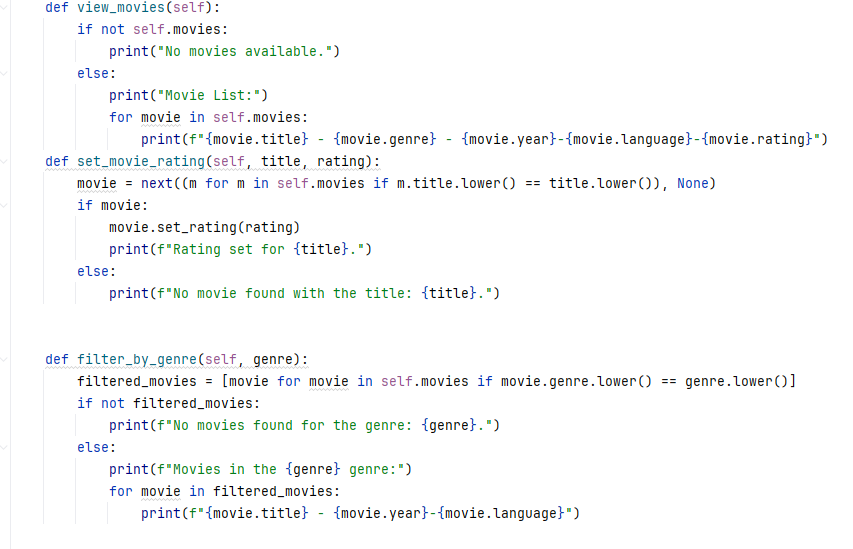 def view_movies(self):
    if not self.movies:
        print("No movies available.")
    else:
        print("Movie List:")
        for movie in self.movies:
            print(f"{movie.title} - {movie.genre} - {movie.year}-{movie.language}-{movie.rating}")
def set_movie_rating(self, title, rating):
    movie = next((m for m in self.movies if m.title.lower() == title.lower()), None)
    if movie:
        movie.set_rating(rating)
        print(f"Rating set for {title}.")
    else:
        print(f"No movie found with the title: {title}.")
def filter_by_genre(self, genre):
    filtered_movies = [movie for movie in self.movies if movie.genre.lower() == genre.lower()]
    if not filtered_movies:
        print(f"No movies found for the genre: {genre}.")
    else:
        print(f"Movies in the {genre} genre:")
        for movie in filtered_movies:
            print(f"{movie.title} - {movie.year}-{movie.language}")